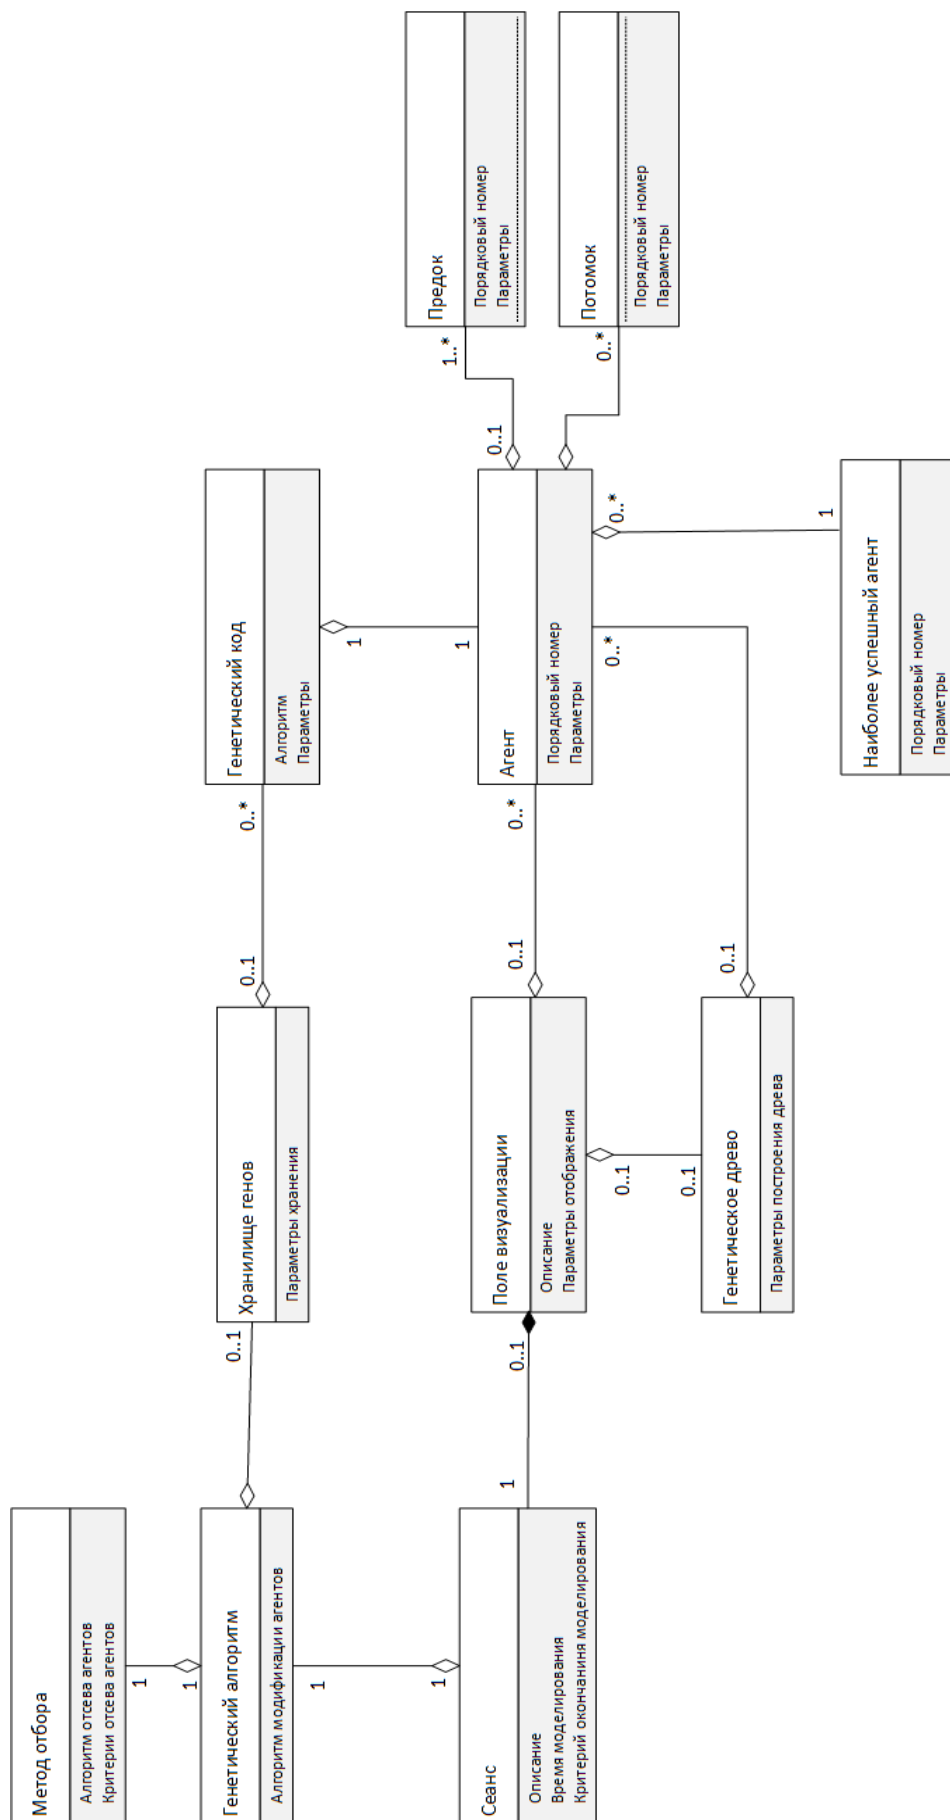 Метод отбора
Алгоритм отсева агентов
Критерии отсева агентов
1
1
Генетический алгоритм
Алгоритм модификации агентов
0..1
Хранилище генов
Параметры хранения
0..1
0..*
Генетический код
Алгоритм
Параметры
1
1
1
1
Сеанс
Описание
Время моделирования
Критерий окончаниня моделирования
1
0..1
Поле визуализации
Описание
Параметры отображения
0..1
0..*
Агент
Порядковый номер
Параметры
0..1
1..*
Предок
Порядковый номер
Параметры
0..*
Потомок
Порядковый номер
Параметры
0..1
0..1
Генетическое древо
Параметры построения древа
0..1
0..*
0..*
1
Наиболее успешный агент
Порядковый номер
Параметры